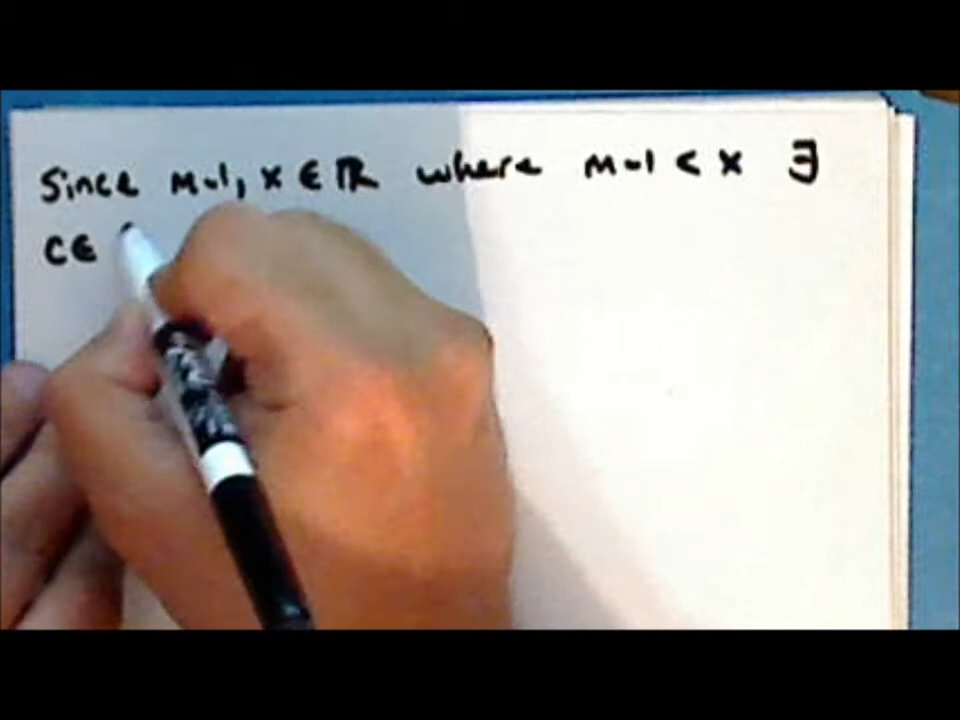 Since m-1, x ∈ ℝ where m-1 < x ∃
c ∈